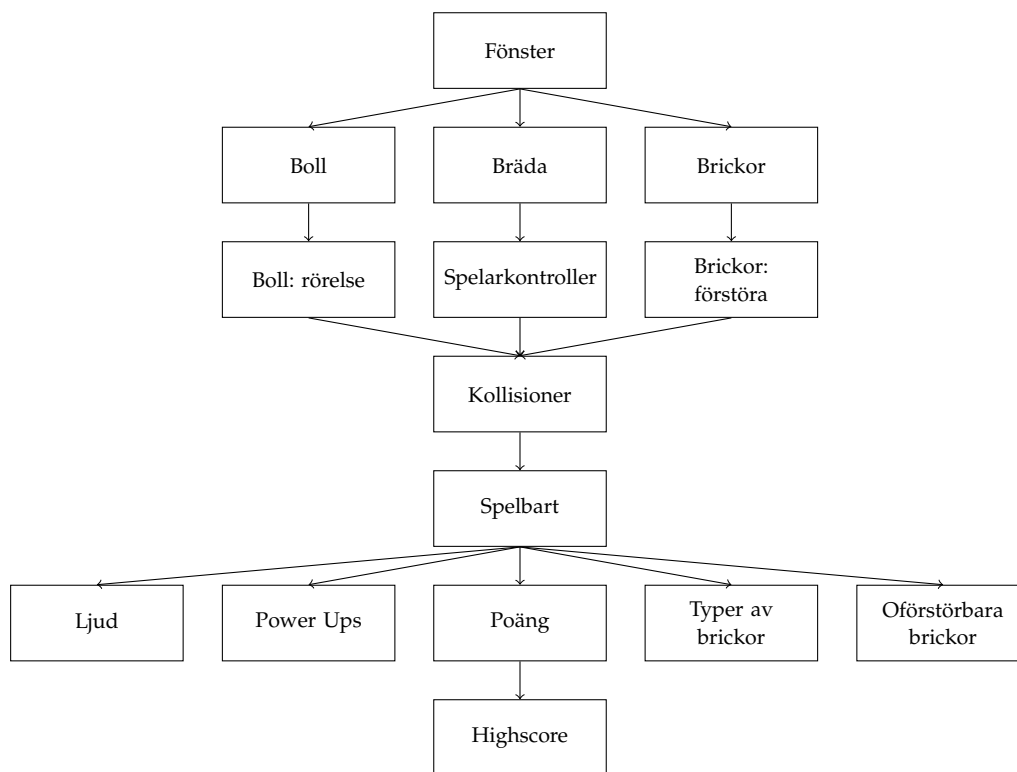 Fönster
Boll
Bräda
Brickor
Boll: rörelse
Spelarkontroller
Brickor:
förstöra
Kollisioner
Spelbart
Ljud
Power Ups
Poäng
Typer av
brickor
Oförstörbara
brickor
Highscore